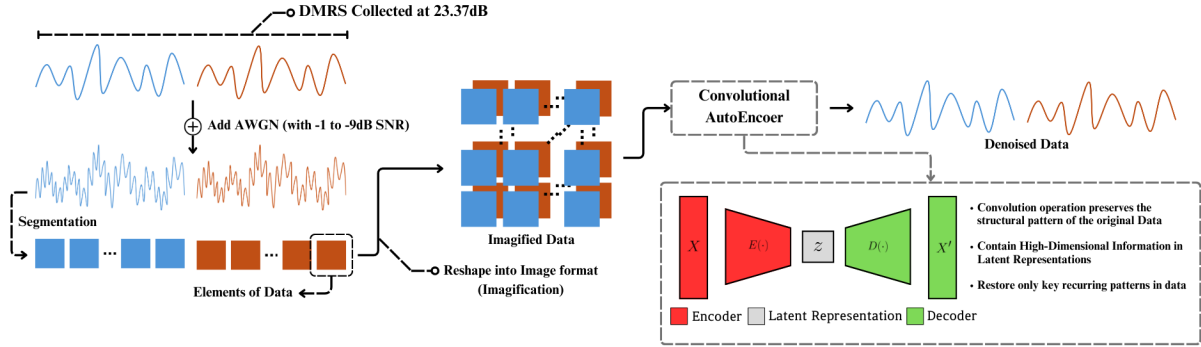 DMRS Collected at 23.37dB
Add AWGN (with -1 to -9dB SNR)
Segmentation
Elements of Data
Reshape into Image format
(Imagification)
Imagified Data
Convolutional
AutoEncoer
Denoised Data
X
E(·)
z
D(·)
X′
• Convolution operation preserves the
structural pattern of the original Data
• Contain High-Dimensional Information in
Latent Representations
• Restore only key recurring patterns in data
Encoder
Latent Representation
Decoder